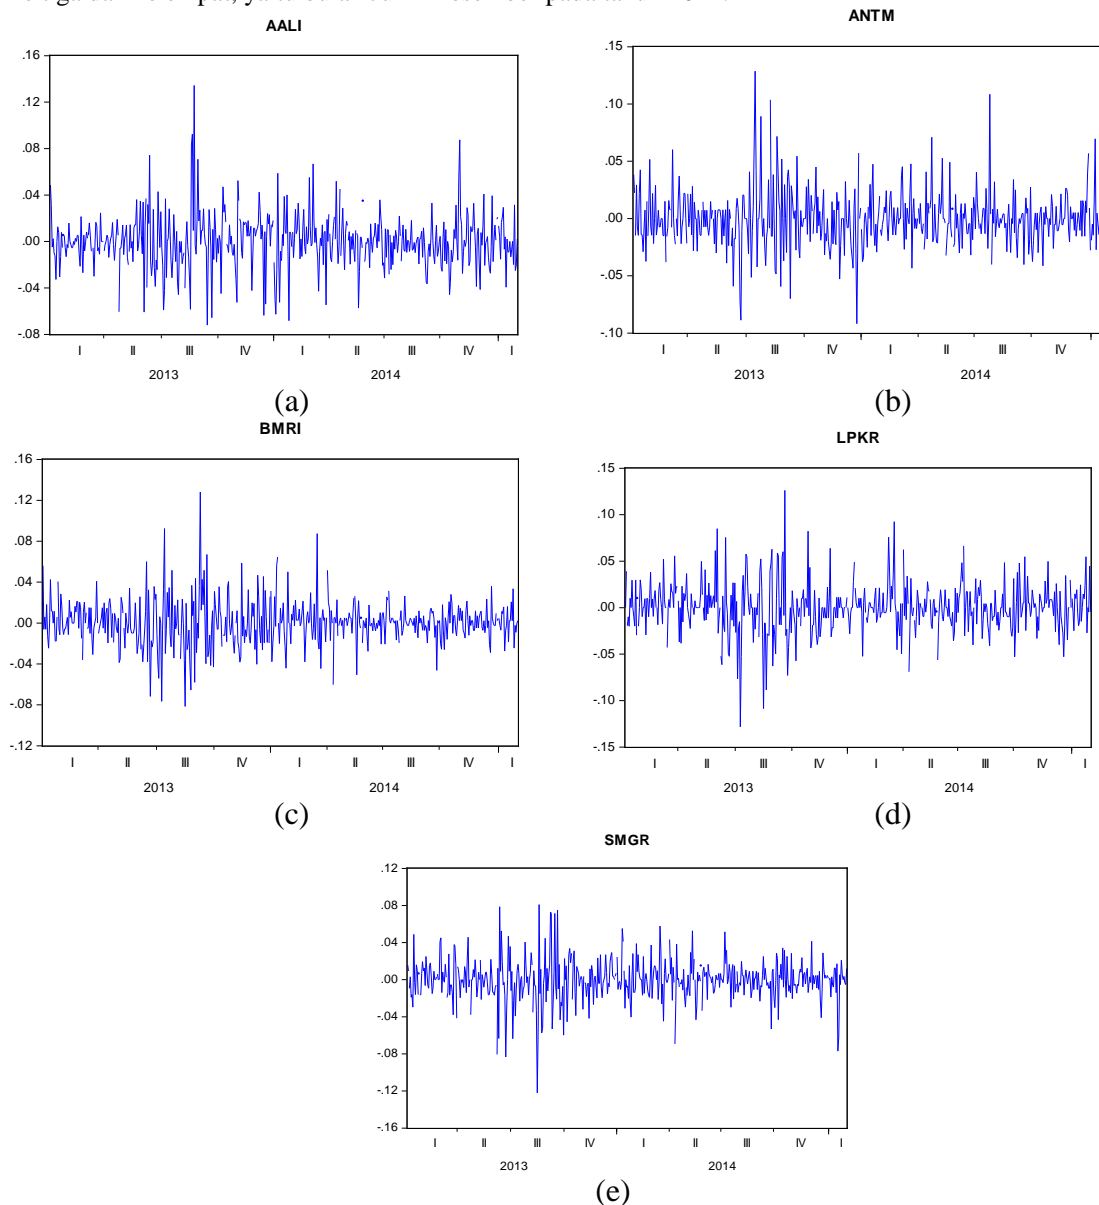 AALI
.16
.12
.08
.04
.00
-.04
-.08
I II III IV I II III IV I
2013 2014
(a)
ANTM
.15
.10
.05
.00
-.05
-.10
I II III IV I II III IV
2013 2014
(b)
BMRI
.16
.12
.08
.04
.00
-.04
-.08
-.12
I II III IV I II III IV I
2013 2014
(c)
LPKR
.15
.10
.05
.00
-.05
-.10
-.15
I II III IV I II III IV I
2013 2014
(d)
SMGR
.12
.08
.04
.00
-.04
-.08
-.12
-.16
I II III IV I II III IV I
2013 2014
(e)